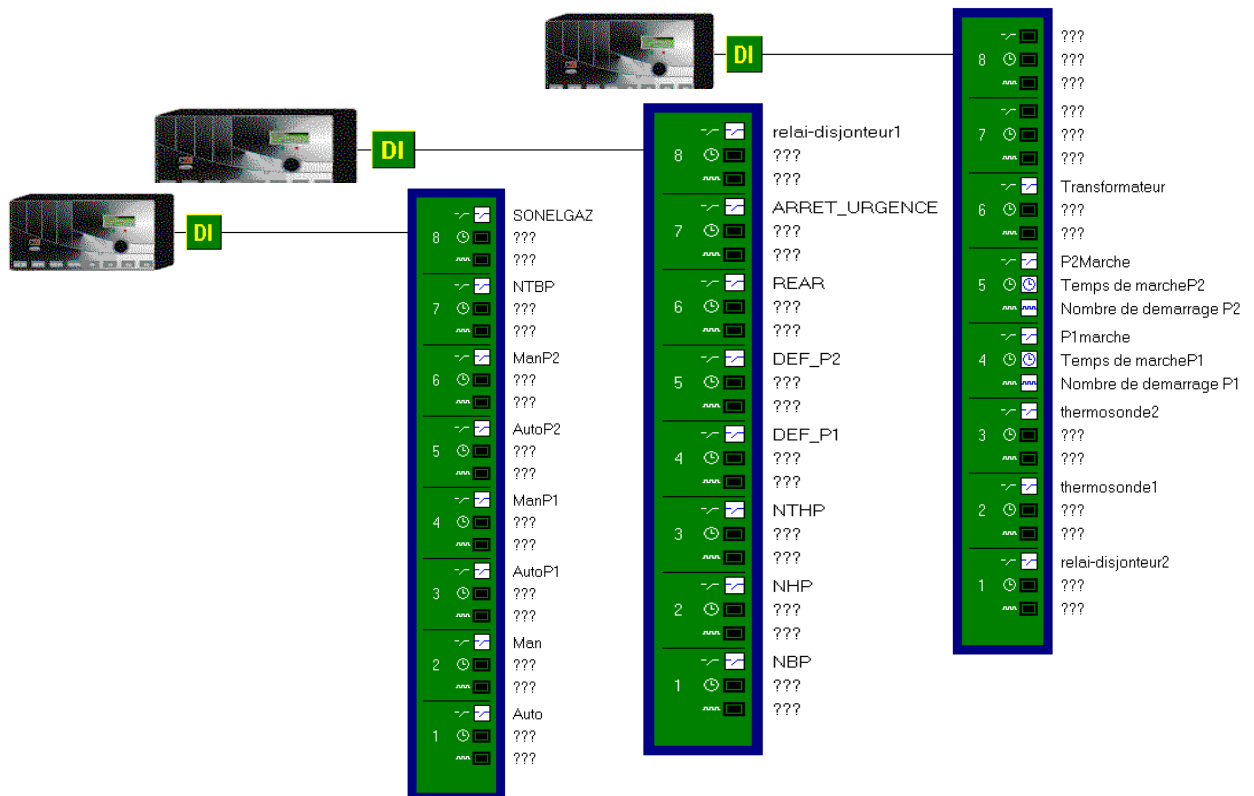 DI
8
SONELGAZ
???
???
7
NTBP
???
???
6
ManP2
???
???
5
AutoP2
???
???
4
ManP1
???
???
3
AutoP1
???
???
2
Man
???
???
1
Auto
???
???
DI
8
relai-disjonteur1
???
???
7
ARRET_URGENCE
???
???
6
REAR
???
???
5
DEF_P2
???
???
4
DEF_P1
???
???
3
NTHP
???
???
2
NHP
???
???
1
NBP
???
???
DI
8
???
???
???
7
???
???
???
6
Transformateur
???
???
5
P2Marche
Temps de marcheP2
Nombre de demarrage P2
4
P1marche
Temps de marcheP1
Nombre de demarrage P1
3
thermosonde2
???
???
2
thermosonde1
???
???
1
relai-disjonteur2
???
???